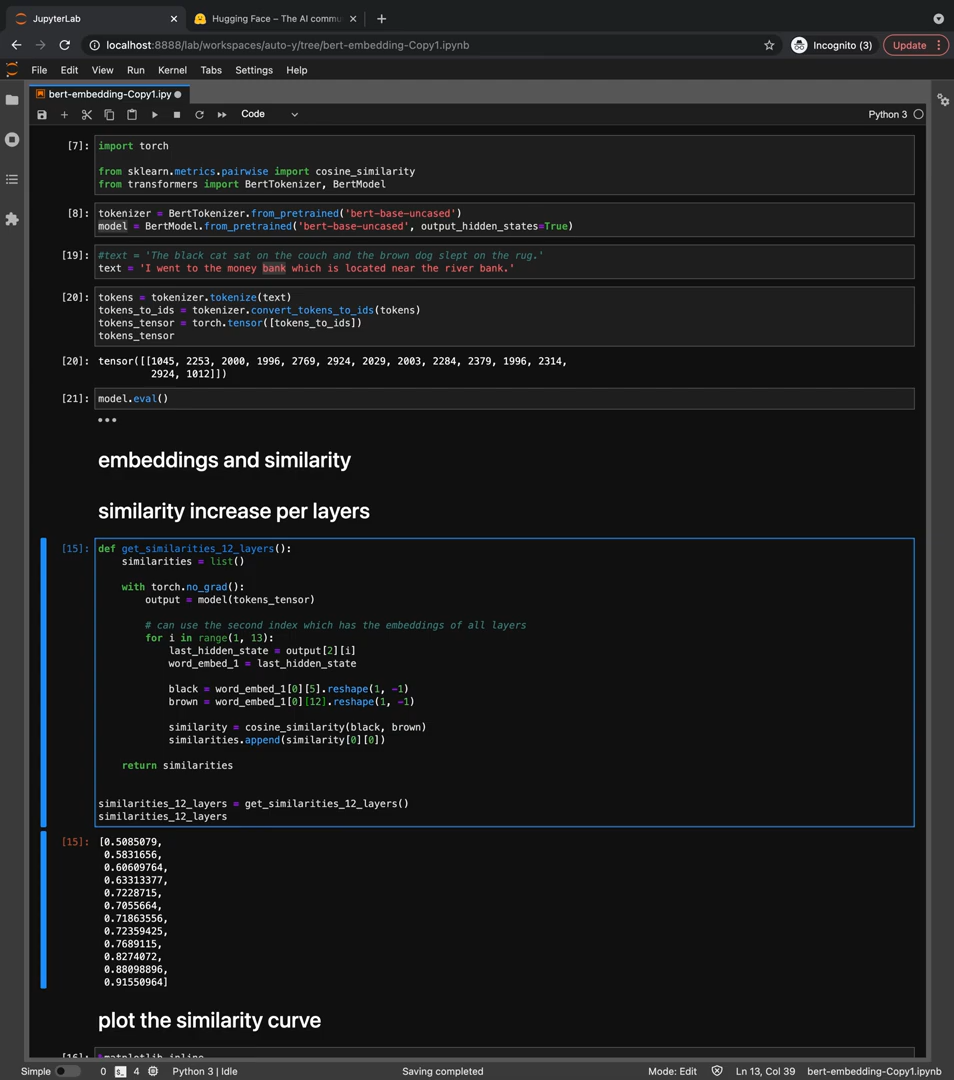 JupyterLab
Hugging Face – The AI commu
localhost:8888/lab/workspaces/auto-y/tree/bert-embedding-Copy1.ipynb
Incognito (3)
Update
File Edit View Run Kernel Tabs Settings Help
bert-embedding-Copy1.ipy
Code
Python 3
[7]: import torch
from sklearn.metrics.pairwise import cosine_similarity
from transformers import BertTokenizer, BertModel
[8]: tokenizer = BertTokenizer.from_pretrained('bert-base-uncased')
model = BertModel.from_pretrained('bert-base-uncased', output_hidden_states=True)
[19]: #text = 'The black cat sat on the couch and the brown dog slept on the rug.'
text = 'I went to the money bank which is located near the river bank.'
[20]: tokens = tokenizer.tokenize(text)
tokens_to_ids = tokenizer.convert_tokens_to_ids(tokens)
tokens_tensor = torch.tensor([tokens_to_ids])
tokens_tensor
[20]: tensor([[1045, 2253, 2000, 1996, 2769, 2924, 2029, 2003, 2284, 2379, 1996, 2314,
2924, 1012]])
[21]: model.eval()
•••
embeddings and similarity
similarity increase per layers
[15]: def get_similarities_12_layers():
similarities = list()
with torch.no_grad():
output = model(tokens_tensor)
# can use the second index which has the embeddings of all layers
for i in range(1, 13):
last_hidden_state = output[2][i]
word_embed_1 = last_hidden_state
black = word_embed_1[0][5].reshape(1, -1)
brown = word_embed_1[0][12].reshape(1, -1)
similarity = cosine_similarity(black, brown)
similarities.append(similarity[0][0])
return similarities
similarities_12_layers = get_similarities_12_layers()
similarities_12_layers
[15]: [0.5085079,
0.5831656,
0.60609764,
0.63313377,
0.7228715,
0.7055664,
0.71863556,
0.72359425,
0.7689115,
0.8274072,
0.88098896,
0.91550964]
plot the similarity curve
[16]: %matplotlib inline
Simple 0 4 Python 3 | Idle Saving completed Mode: Edit Ln 13, Col 39 bert-embedding-Copy1.ipynb